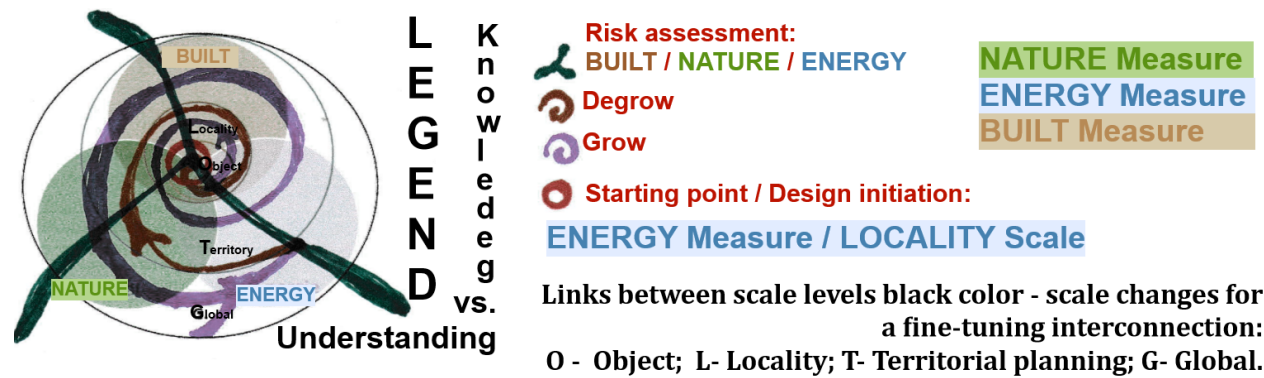 BUILT
Locality
Object
Territory
NATURE
ENERGY
Global
LEGEND
Knowledeg
vs.
Understanding
Risk assessment:
BUILT / NATURE / ENERGY
Degrow
Grow
Starting point / Design initiation:
ENERGY Measure / LOCALITY Scale
NATURE Measure
ENERGY Measure
BUILT Measure
Links between scale levels black color - scale changes for
a fine-tuning interconnection:
O - Object; L- Locality; T- Territorial planning; G- Global.